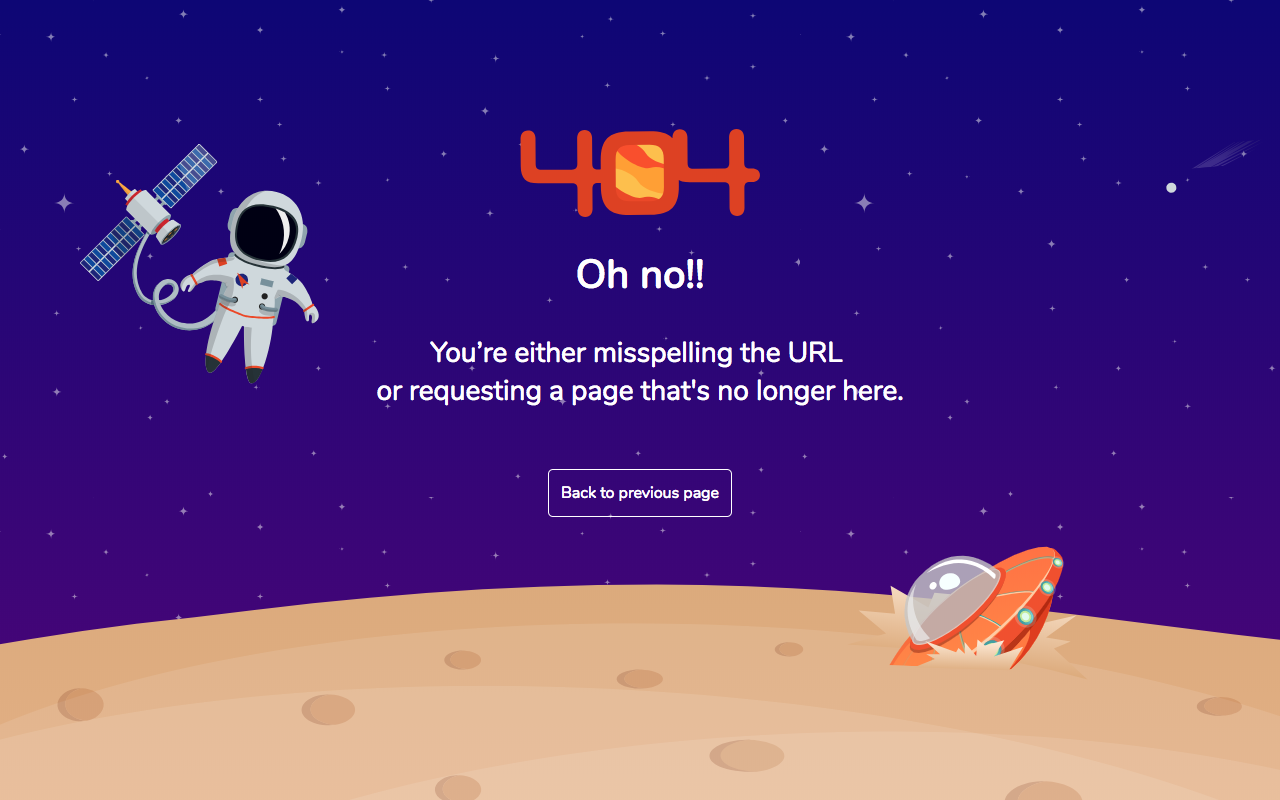 404
Oh no!!
You’re either misspelling the URL
or requesting a page that's no longer here.
Back to previous page